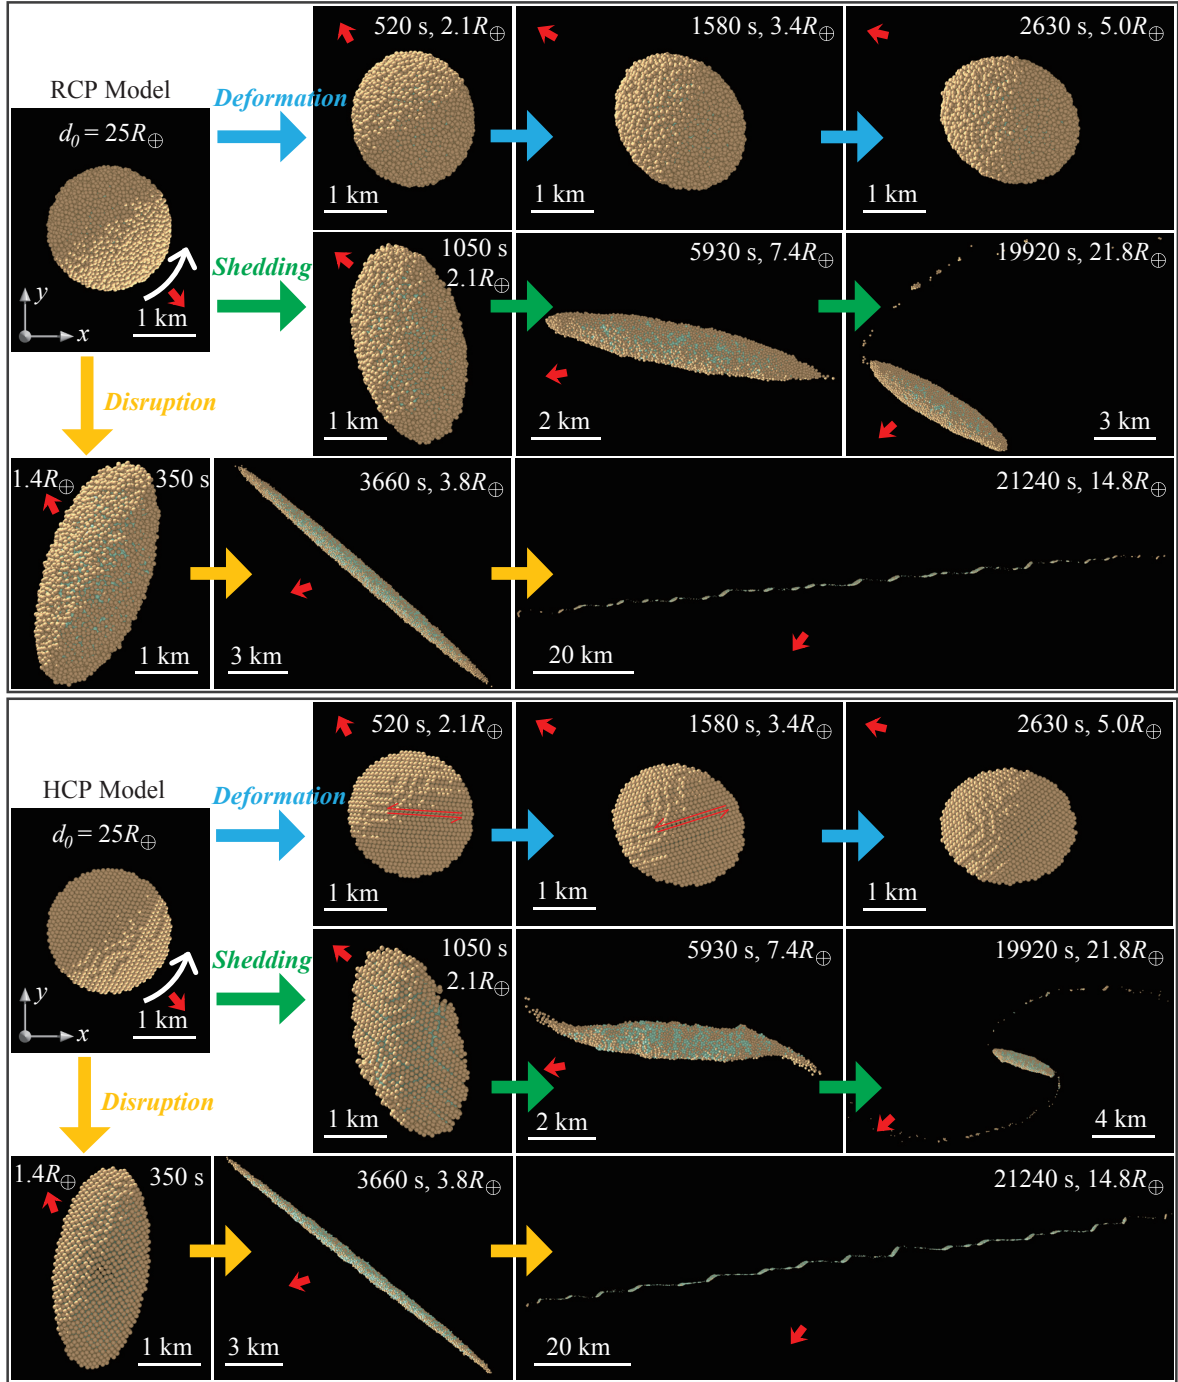 RCP Model
d₀ = 25R⊕
y
x
1 km
Deformation
520 s, 2.1R⊕
1 km
1580 s, 3.4R⊕
1 km
2630 s, 5.0R⊕
1 km
Shedding
1050 s
2.1R⊕
1 km
5930 s, 7.4R⊕
2 km
19920 s, 21.8R⊕
3 km
Disruption
1.4R⊕
350 s
1 km
3660 s, 3.8R⊕
3 km
21240 s, 14.8R⊕
20 km
HCP Model
d₀ = 25R⊕
y
x
1 km
Deformation
520 s, 2.1R⊕
1 km
1580 s, 3.4R⊕
1 km
2630 s, 5.0R⊕
1 km
Shedding
1050 s
2.1R⊕
1 km
5930 s, 7.4R⊕
2 km
19920 s, 21.8R⊕
4 km
Disruption
1.4R⊕
350 s
1 km
3660 s, 3.8R⊕
3 km
21240 s, 14.8R⊕
20 km